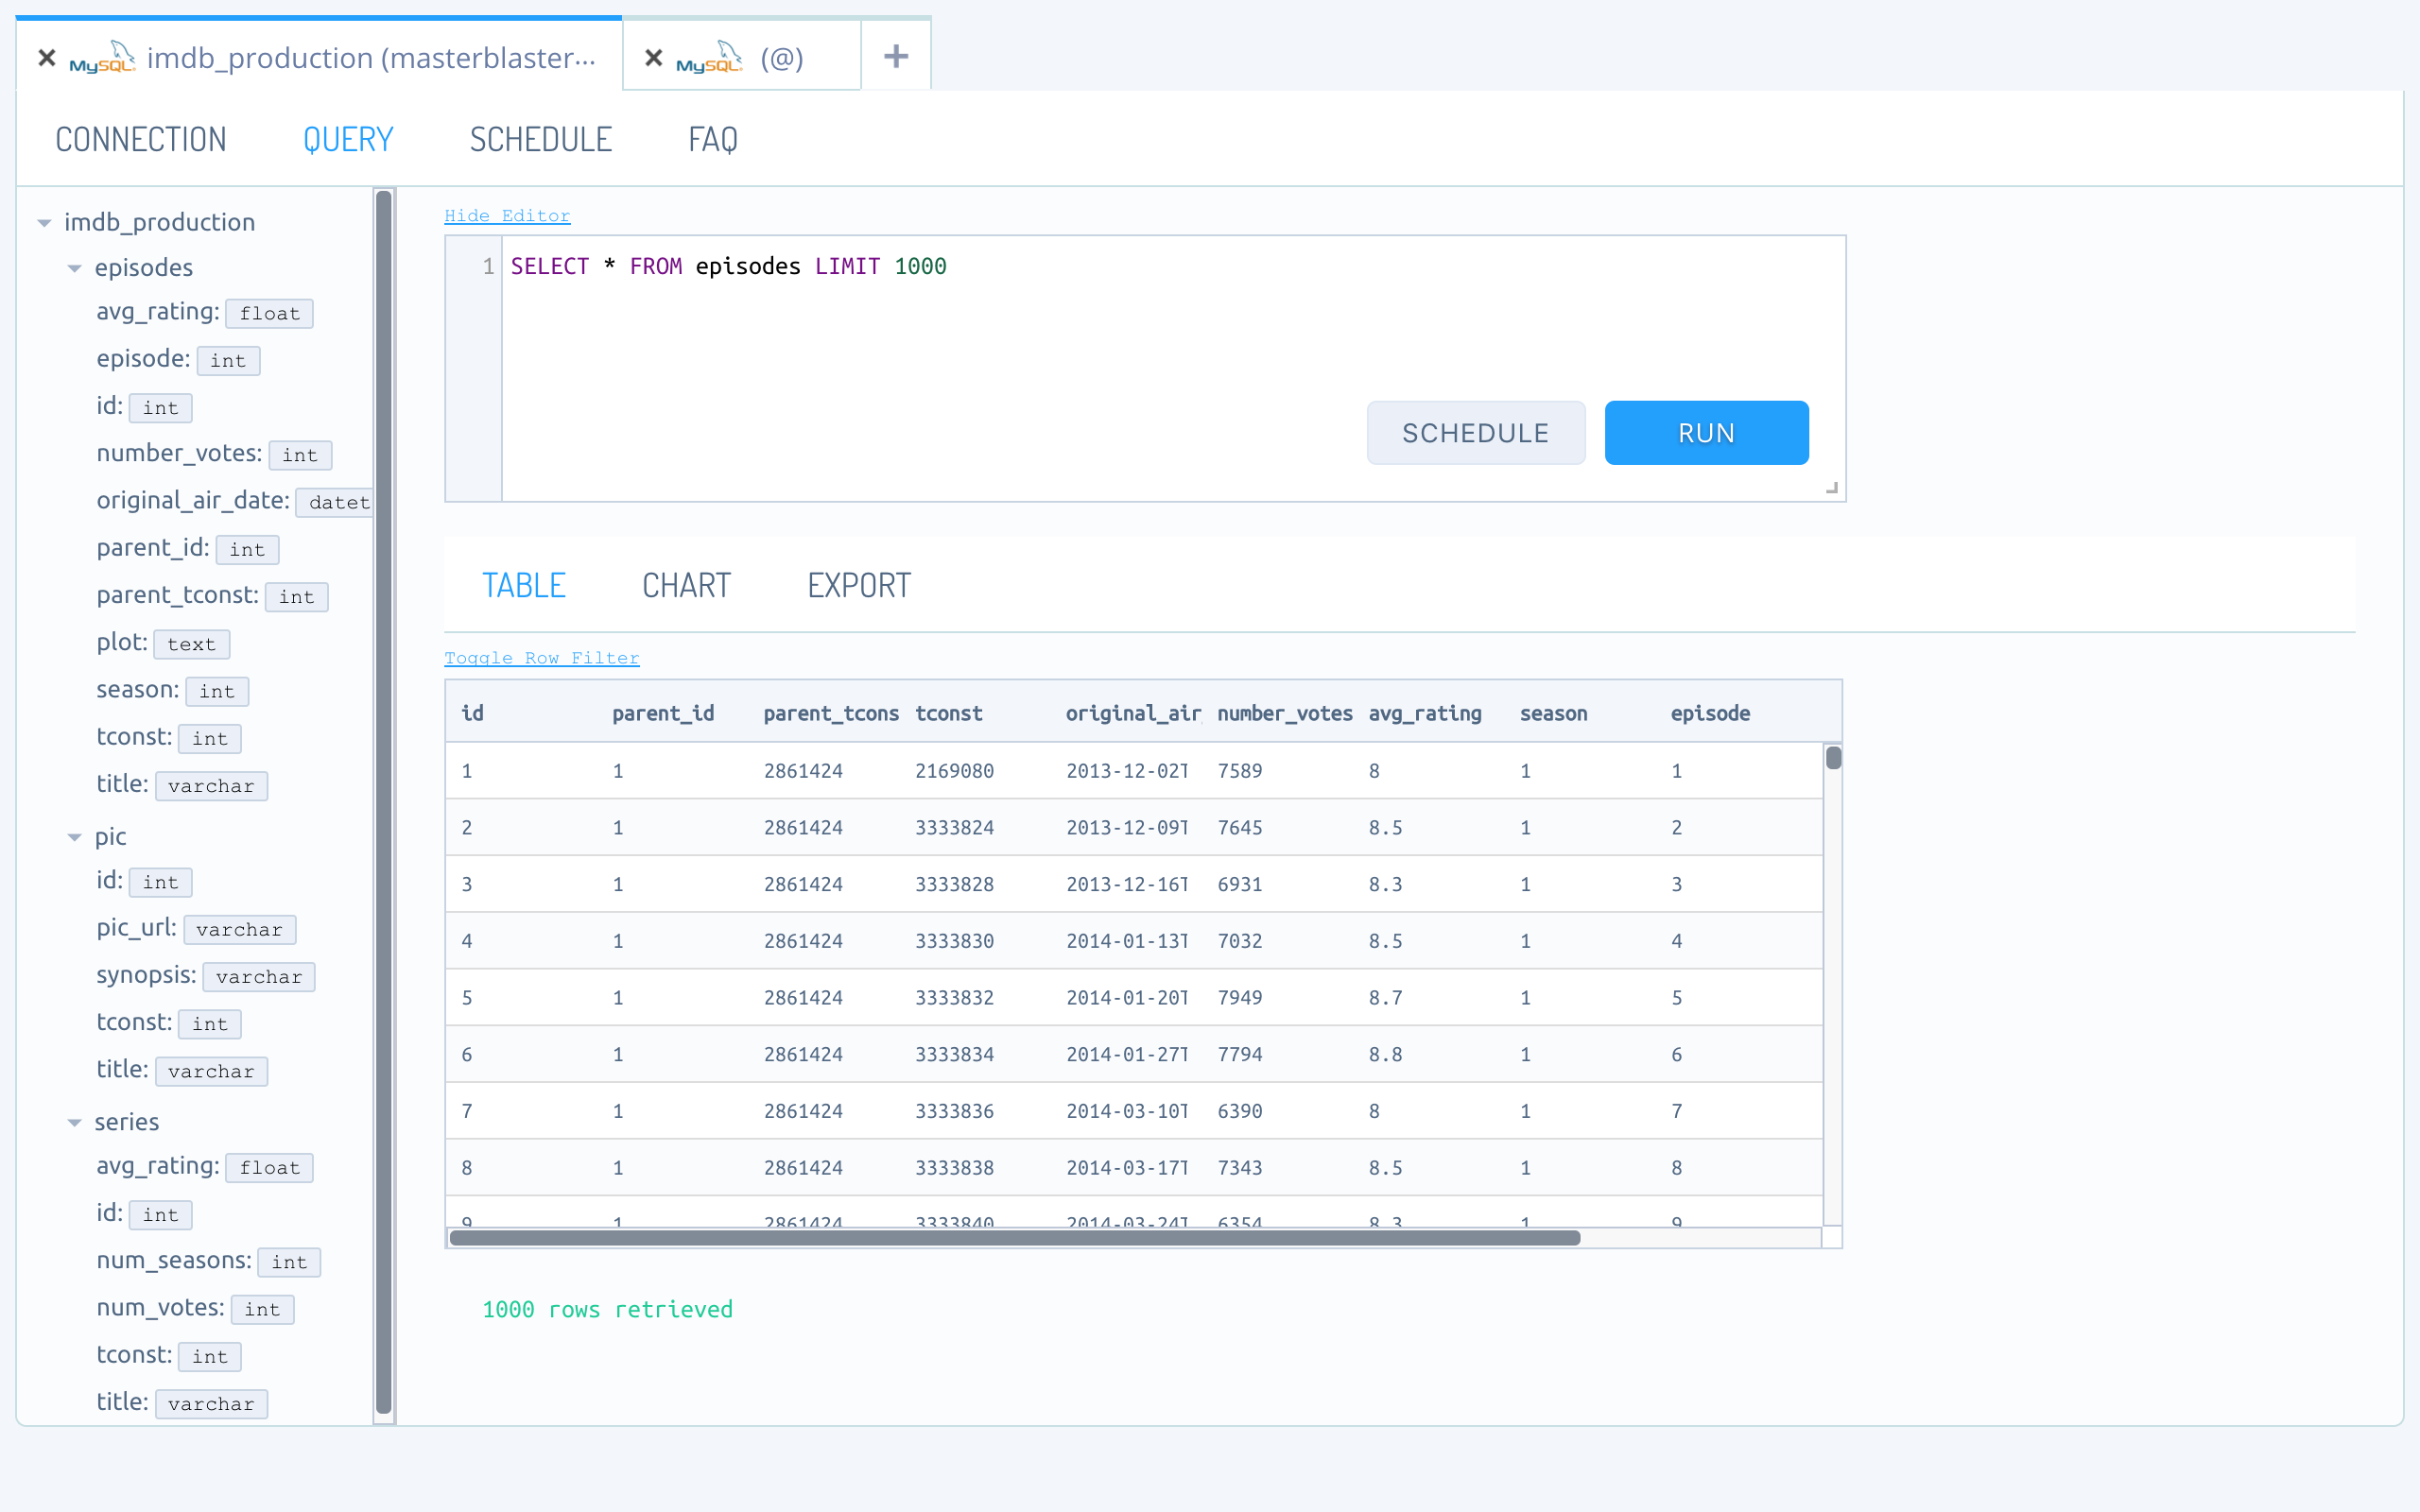 MySQL imdb_production (masterblaster...
MySQL (@) +
CONNECTION QUERY SCHEDULE FAQ
imdb_production
episodes
avg_rating: float
episode: int
id: int
number_votes: int
original_air_date: datet
parent_id: int
parent_tconst: int
plot: text
season: int
tconst: int
title: varchar
pic
id: int
pic_url: varchar
synopsis: varchar
tconst: int
title: varchar
series
avg_rating: float
id: int
num_seasons: int
num_votes: int
tconst: int
title: varchar
Hide Editor
1 SELECT * FROM episodes LIMIT 1000
SCHEDULE RUN
TABLE CHART EXPORT
Toggle Row Filter
id parent_id parent_tcons tconst original_air_ number_votes avg_rating season episode
1 1 2861424 2169080 2013-12-02T 7589 8 1 1
2 1 2861424 3333824 2013-12-09T 7645 8.5 1 2
3 1 2861424 3333828 2013-12-16T 6931 8.3 1 3
4 1 2861424 3333830 2014-01-13T 7032 8.5 1 4
5 1 2861424 3333832 2014-01-20T 7949 8.7 1 5
6 1 2861424 3333834 2014-01-27T 7794 8.8 1 6
7 1 2861424 3333836 2014-03-10T 6390 8 1 7
8 1 2861424 3333838 2014-03-17T 7343 8.5 1 8
9 1 2861424 3333840 2014-03-24T 6354 8.3 1 9
1000 rows retrieved